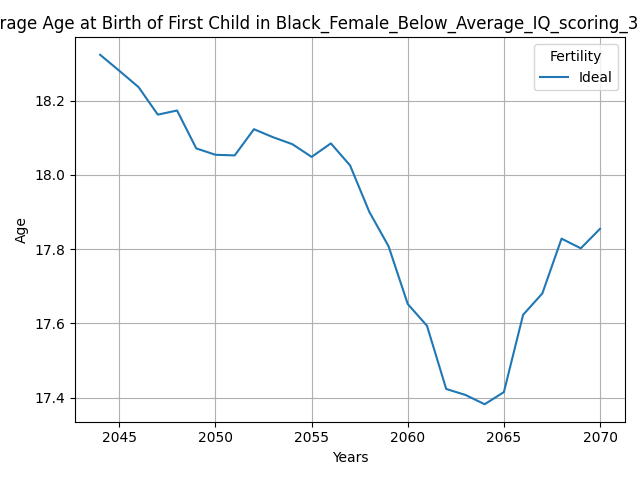 rage Age at Birth of First Child in Black_Female_Below_Average_IQ_scoring_3
Fertility
Ideal
18.2
18.0
17.8
17.6
17.4
Age
2045 2050 2055 2060 2065 2070
Years